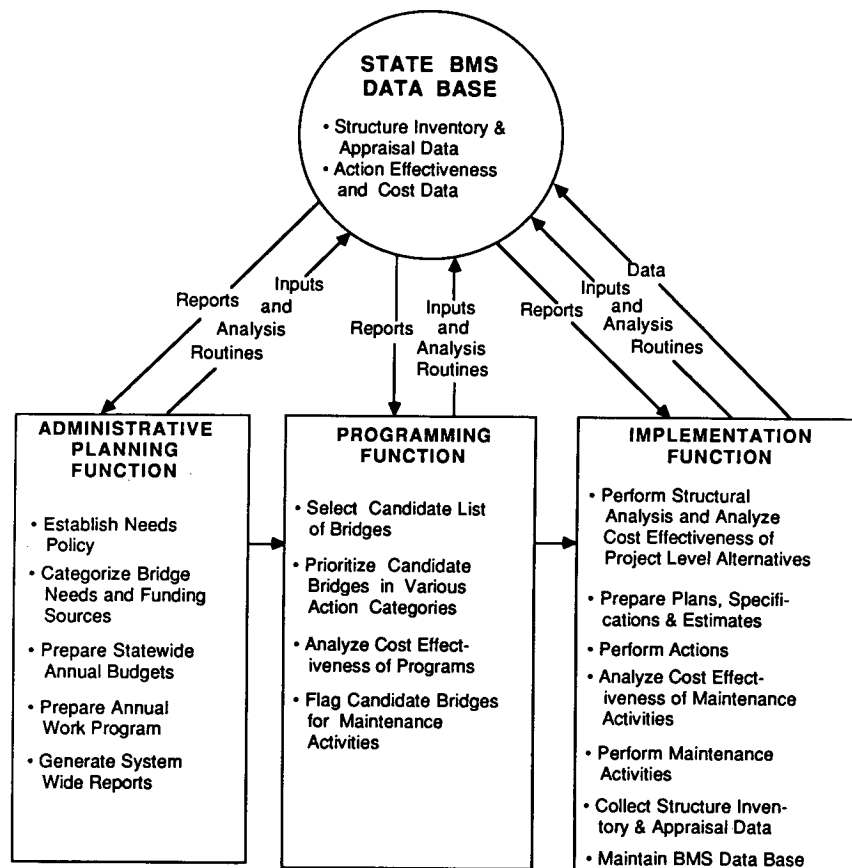 STATE BMS
DATA BASE
• Structure Inventory &
Appraisal Data
• Action Effectiveness
and Cost Data
Reports
Inputs
and
Analysis
Routines
Reports
Inputs
and
Analysis
Routines
Reports
Inputs
and
Analysis
Routines
Data
ADMINISTRATIVE
PLANNING
FUNCTION
• Establish Needs
Policy
• Categorize Bridge
Needs and Funding
Sources
• Prepare Statewide
Annual Budgets
• Prepare Annual
Work Program
• Generate System
Wide Reports
PROGRAMMING
FUNCTION
• Select Candidate List
of Bridges
• Prioritize Candidate
Bridges in Various
Action Categories
• Analyze Cost Effect-
iveness of Programs
• Flag Candidate Bridges
for Maintenance
Activities
IMPLEMENTATION
FUNCTION
• Perform Structural
Analysis and Analyze
Cost Effectiveness of
Project Level Alternatives
• Prepare Plans, Specifi-
cations & Estimates
• Perform Actions
• Analyze Cost Effect-
iveness of Maintenance
Activities
• Perform Maintenance
Activities
• Collect Structure Inven-
tory & Appraisal Data
• Maintain BMS Data Base